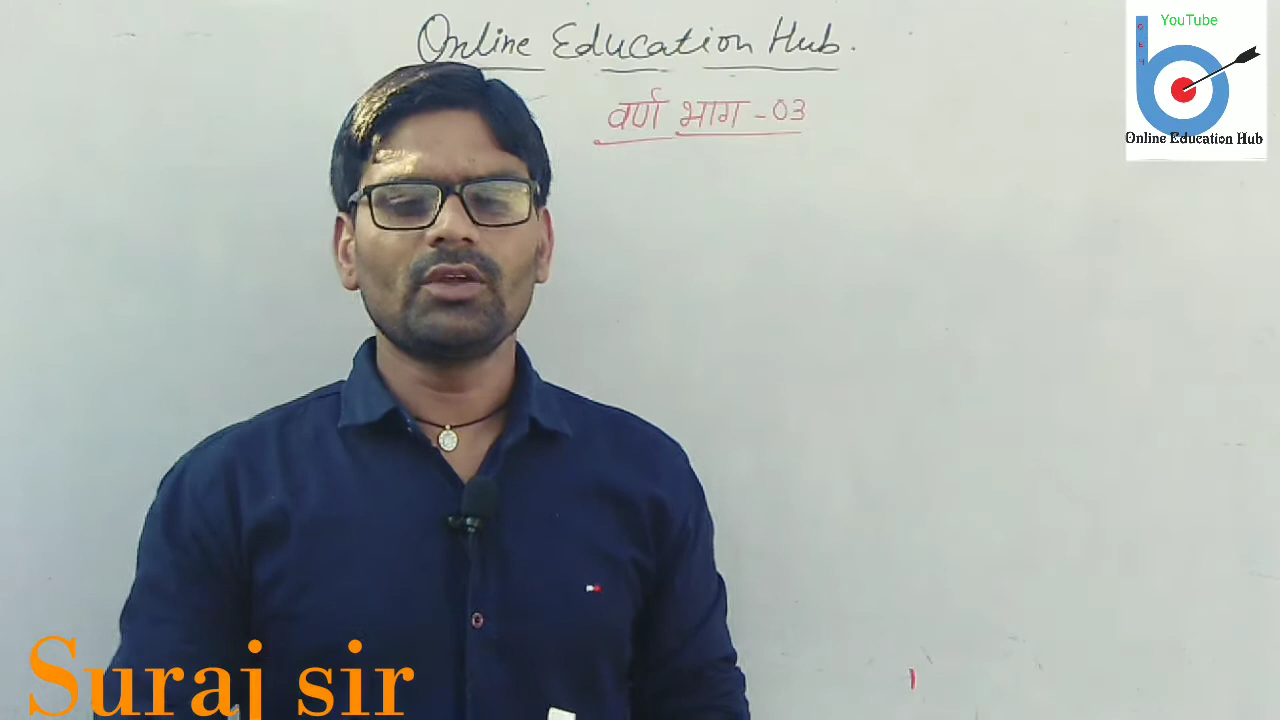 Online Education Hub.
वर्ण भाग - 03
YouTube
Online Education Hub
Suraj sir